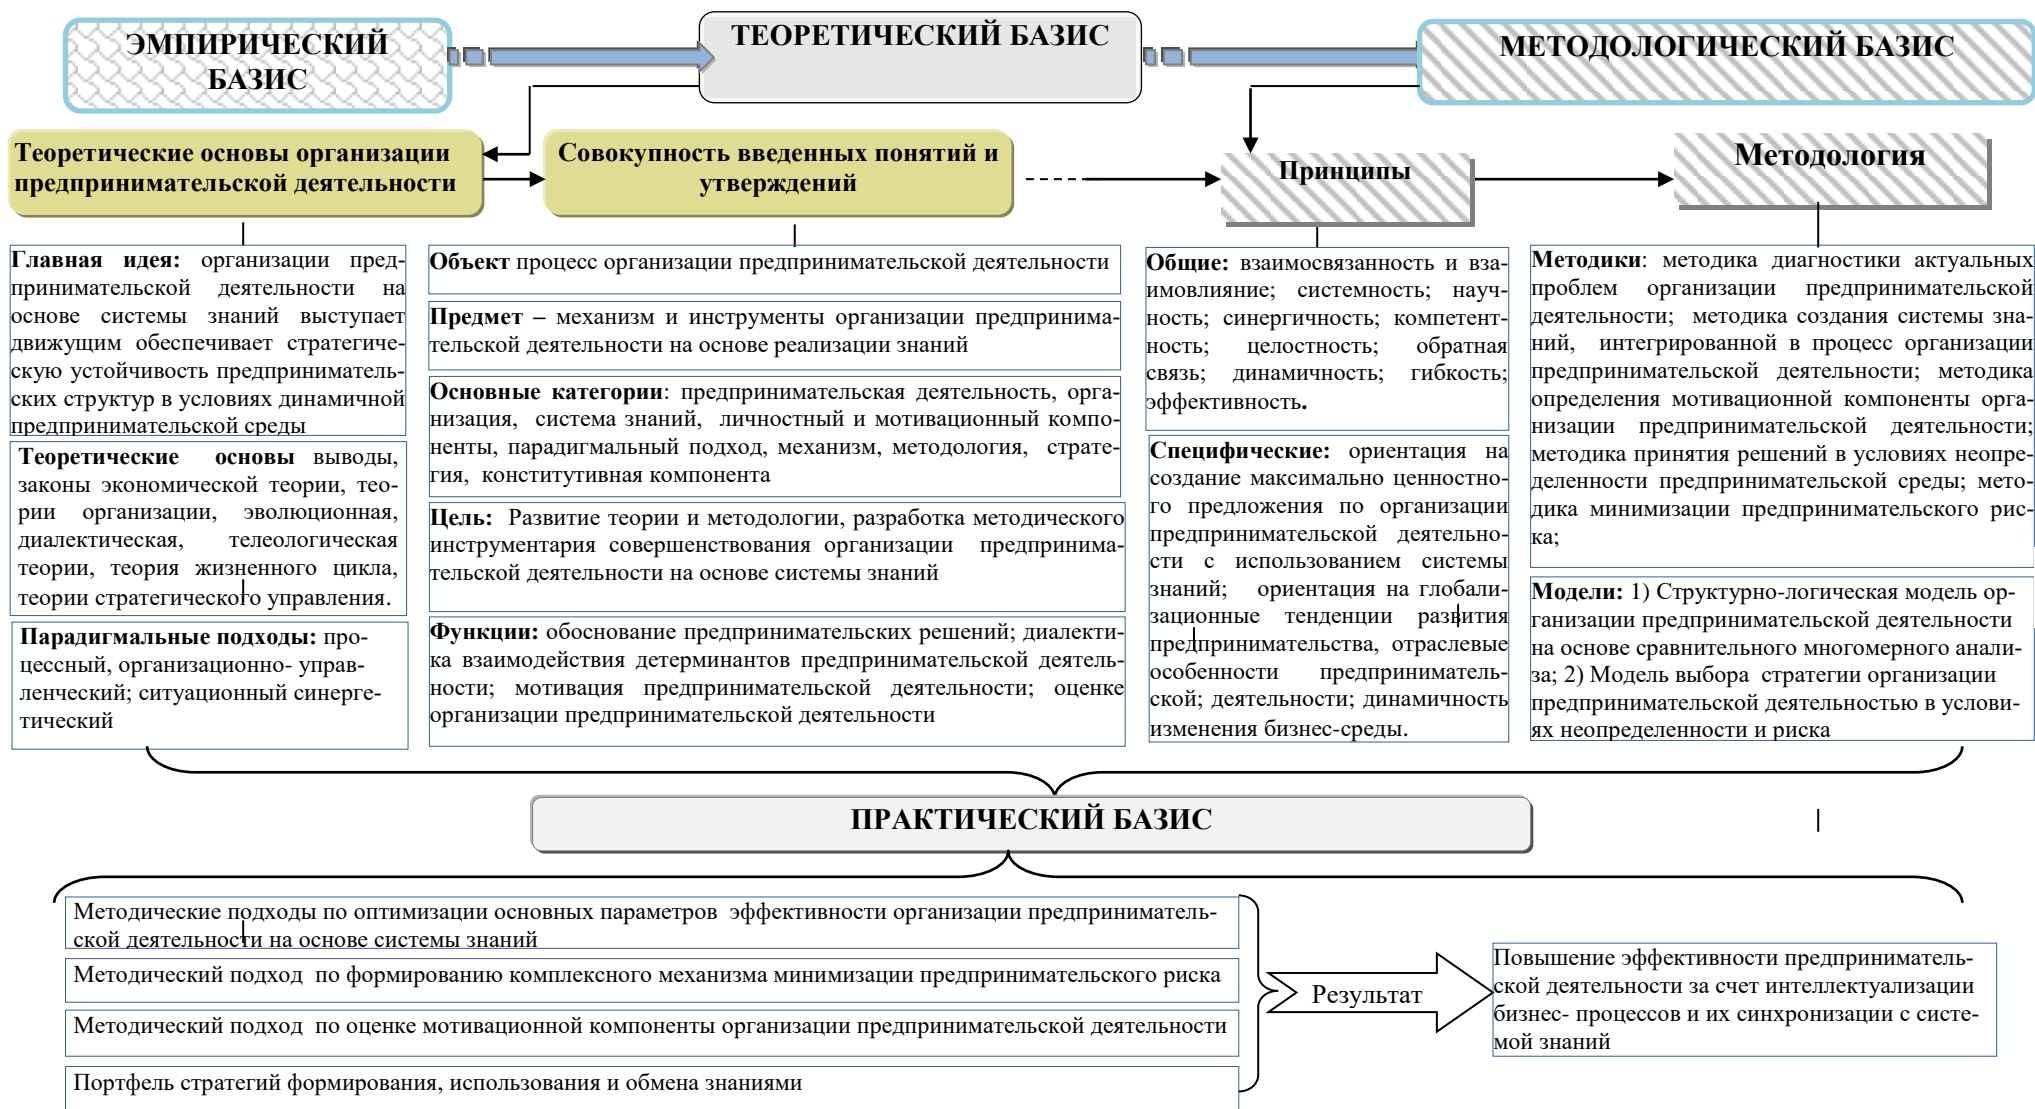 ЭМПИРИЧЕСКИЙ
БАЗИС
ТЕОРЕТИЧЕСКИЙ БАЗИС
МЕТОДОЛОГИЧЕСКИЙ БАЗИС
Теоретические основы организации
предпринимательской деятельности
Совокупность введенных понятий и
утверждений
Принципы
Методология
Главная идея: организации пред-
принимательской деятельности на
основе системы знаний выступает
движущим обеспечивает стратегиче-
скую устойчивость предприниматель-
ских структур в условиях динамичной
предпринимательской среды
Теоретические основы выводы,
законы экономической теории, тео-
рии организации, эволюционная,
диалектическая, телеологическая
теории, теория жизненного цикла,
теории стратегического управления.
Парадигмальные подходы: про-
цессный, организационно- управ-
ленческий; ситуационный синерге-
тический
Объект процесс организации предпринимательской деятельности
Предмет – механизм и инструменты организации предпринима-
тельской деятельности на основе реализации знаний
Основные категории: предпринимательская деятельность, орга-
низация, система знаний, личностный и мотивационный компо-
ненты, парадигмальный подход, механизм, методология, страте-
гия, конститутивная компонента
Цель: Развитие теории и методологии, разработка методического
инструментария совершенствования организации предпринима-
тельской деятельности на основе системы знаний
Функции: обоснование предпринимательских решений; диалекти-
ка взаимодействия детерминантов предпринимательской деятель-
ности; мотивация предпринимательской деятельности; оценке
организации предпринимательской деятельности
Общие: взаимосвязанность и вза-
имовлияние; системность; науч-
ность; синергичность; компетент-
ность; целостность; обратная
связь; динамичность; гибкость;
эффективность.
Специфические: ориентация на
создание максимально ценностно-
го предложения по организации
предпринимательской деятельно-
сти с использованием системы
знаний; ориентация на глобали-
зационные тенденции развития
предпринимательства, отраслевые
особенности предприниматель-
ской; деятельности; динамичность
изменения бизнес-среды.
Методики: методика диагностики актуальных
проблем организации предпринимательской
деятельности; методика создания системы зна-
ний, интегрированной в процесс организации
предпринимательской деятельности; методика
определения мотивационной компоненты орга-
низации предпринимательской деятельности;
методика принятия решений в условиях неопре-
деленности предпринимательской среды; мето-
дика минимизации предпринимательского рис-
ка;
Модели: 1) Структурно-логическая модель ор-
ганизации предпринимательской деятельности
на основе сравнительного многомерного анали-
за; 2) Модель выбора стратегии организации
предпринимательской деятельностью в услови-
ях неопределенности и риска
ПРАКТИЧЕСКИЙ БАЗИС
Методические подходы по оптимизации основных параметров эффективности организации предприниматель-
ской деятельности на основе системы знаний
Методический подход по формированию комплексного механизма минимизации предпринимательского риска
Методический подход по оценке мотивационной компоненты организации предпринимательской деятельности
Портфель стратегий формирования, использования и обмена знаниями
Результат
Повышение эффективности предприниматель-
ской деятельности за счет интеллектуализации
бизнес- процессов и их синхронизации с систе-
мой знаний